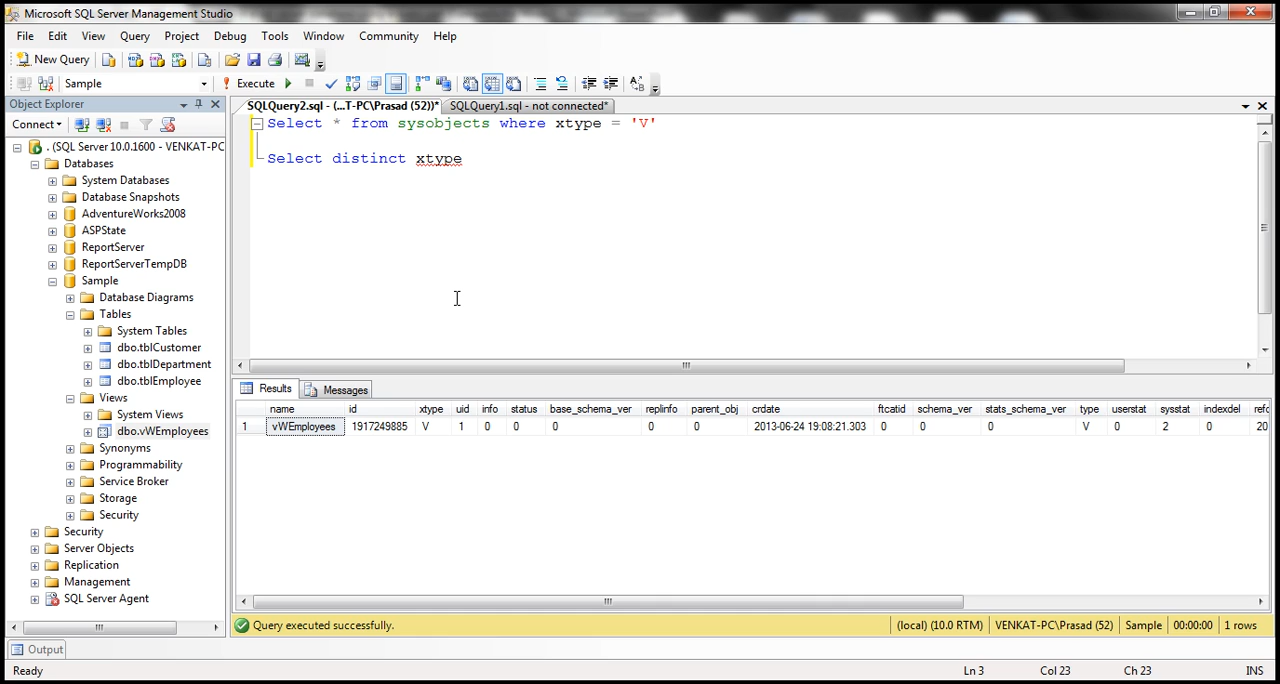 Microsoft SQL Server Management Studio
File Edit View Query Project Debug Tools Window Community Help
New Query
Sample Execute
Object Explorer
SQLQuery2.sql - (...T-PC\Prasad (52))* SQLQuery1.sql - not connected*
Connect
. (SQL Server 10.0.1600 - VENKAT-PC
Databases
System Databases
Database Snapshots
AdventureWorks2008
ASPState
ReportServer
ReportServerTempDB
Sample
Database Diagrams
Tables
System Tables
dbo.tblCustomer
dbo.tblDepartment
dbo.tblEmployee
Views
System Views
dbo.vWEmployees
Synonyms
Programmability
Service Broker
Storage
Security
Security
Server Objects
Replication
Management
SQL Server Agent
Select * from sysobjects where xtype = 'V'
Select distinct xtype
Results Messages
name id xtype uid info status base_schema_ver replinfo parent_obj crdate ftcatid schema_ver stats_schema_ver type userstat sysstat indexdel refd
1 vWEmployees 1917249885 V 1 0 0 0 0 0 2013-06-24 19:08:21.303 0 0 0 V 0 2 0 20
Query executed successfully. (local) (10.0 RTM) VENKAT-PC\Prasad (52) Sample 00:00:00 1 rows
Output
Ready Ln 3 Col 23 Ch 23 INS